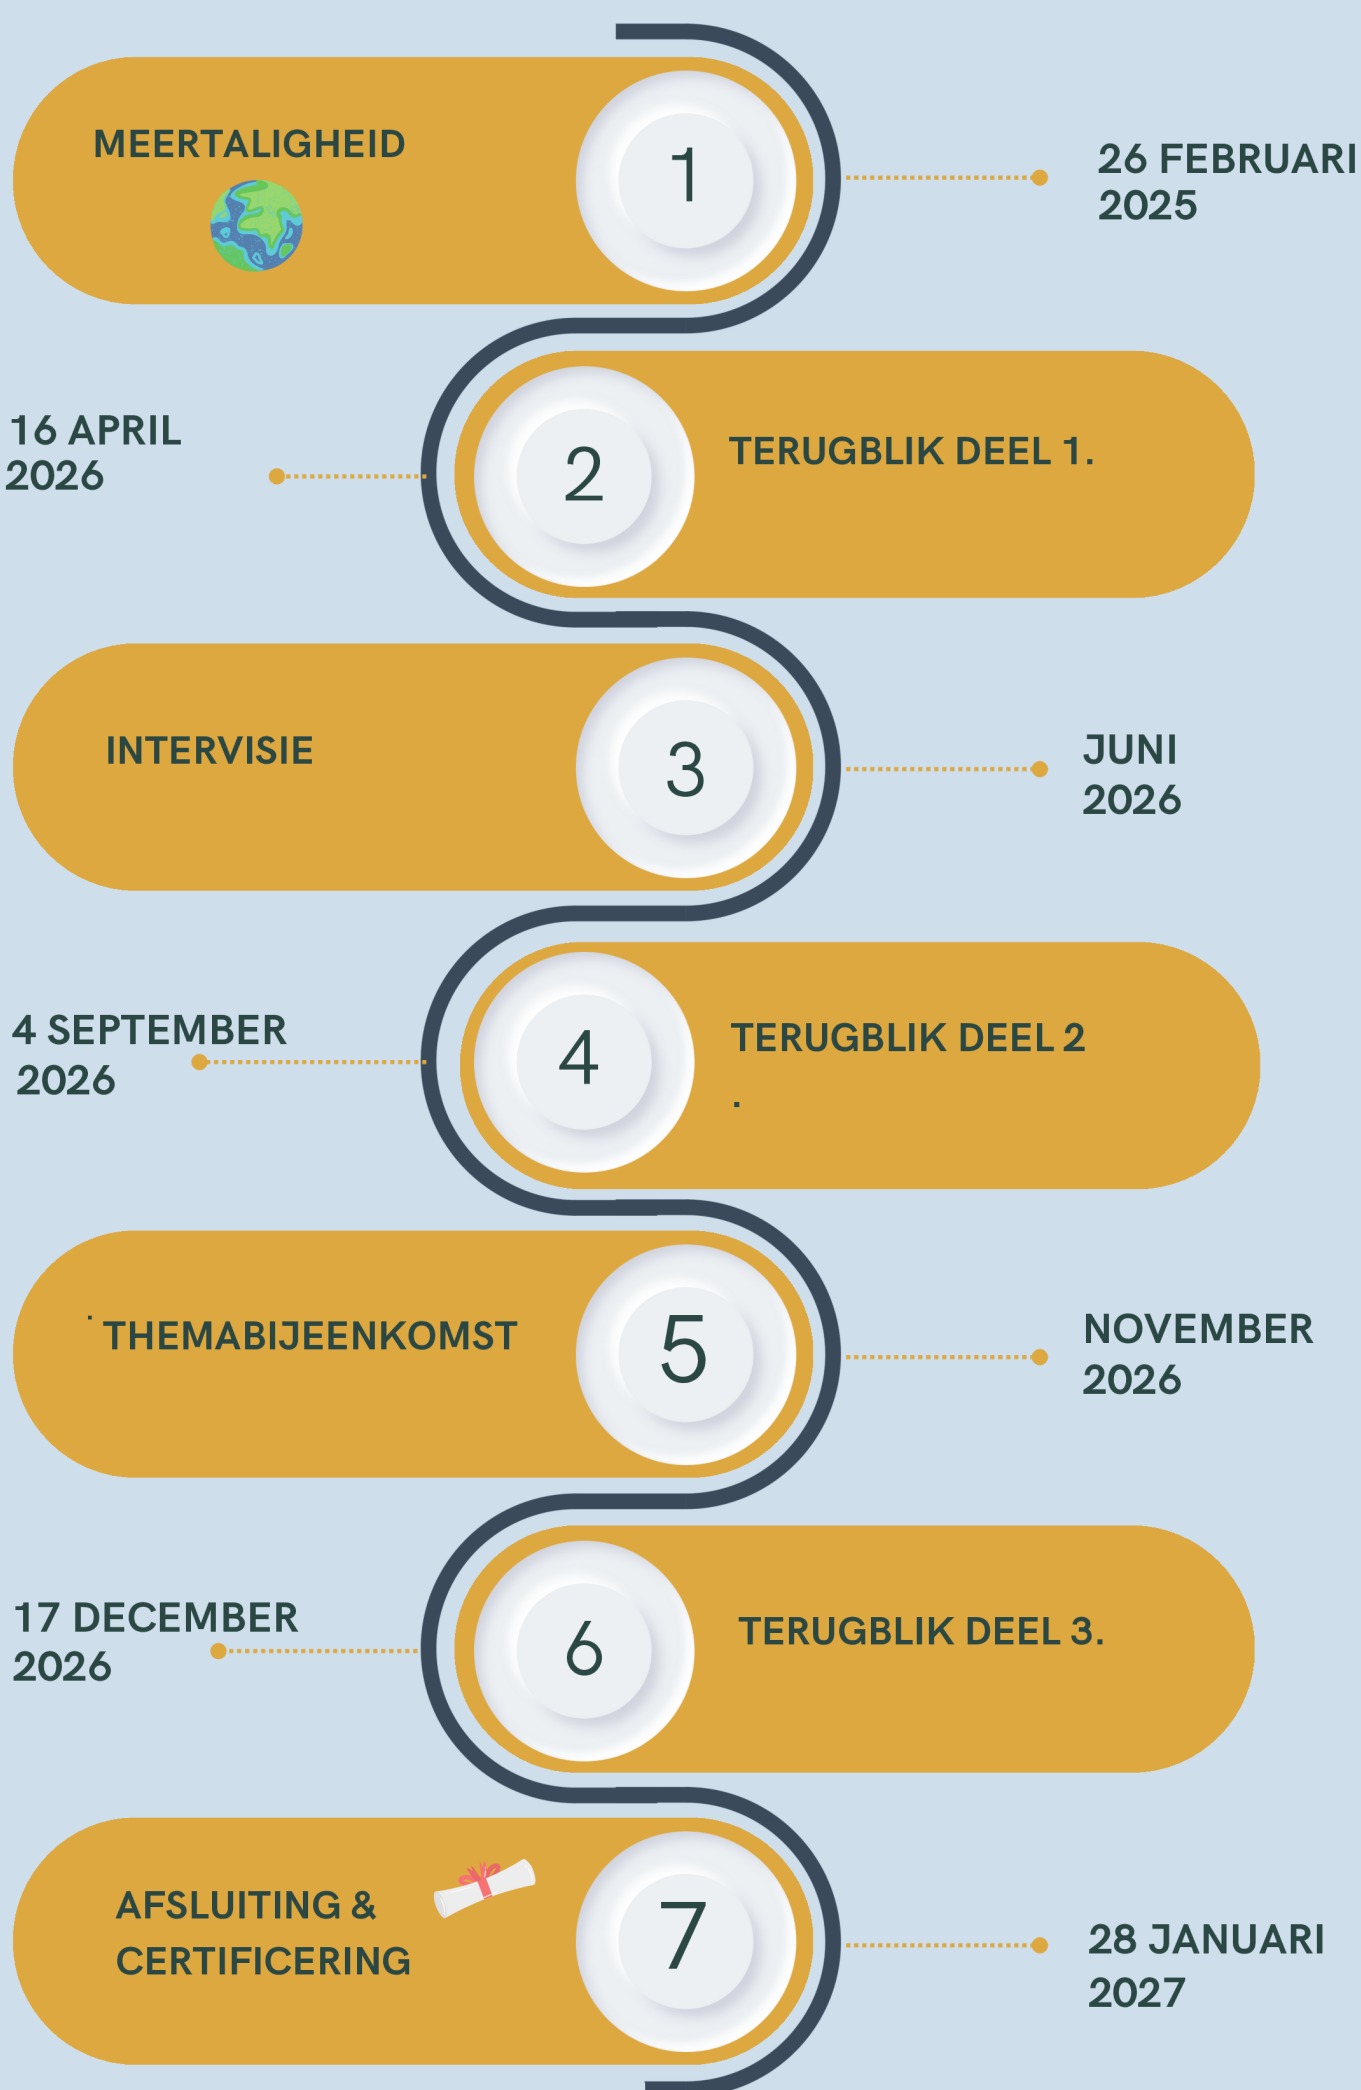 MEERTALIGHEID
1
26 FEBRUARI
2025
16 APRIL
2026
2
TERUGBLIK DEEL 1.
INTERVISIE
3
JUNI
2026
4 SEPTEMBER
2026
4
TERUGBLIK DEEL 2
.
. THEMABIJEENKOMST
5
NOVEMBER
2026
17 DECEMBER
2026
6
TERUGBLIK DEEL 3.
AFSLUITING &
CERTIFICERING
7
28 JANUARI
2027